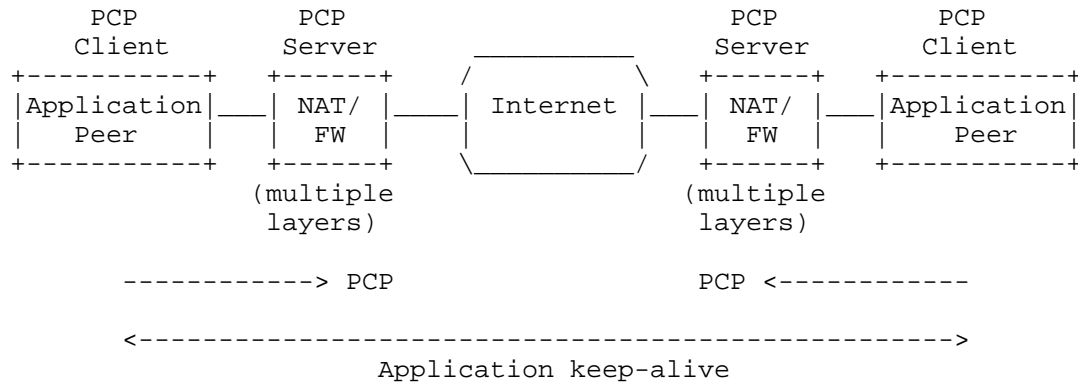 PCP PCP PCP PCP
Client Server Server Client
Application NAT/ Internet NAT/ Application
Peer FW FW Peer
(multiple (multiple
layers) layers)
------------> PCP PCP <------------
<---------------------------------------------------->
Application keep-alive